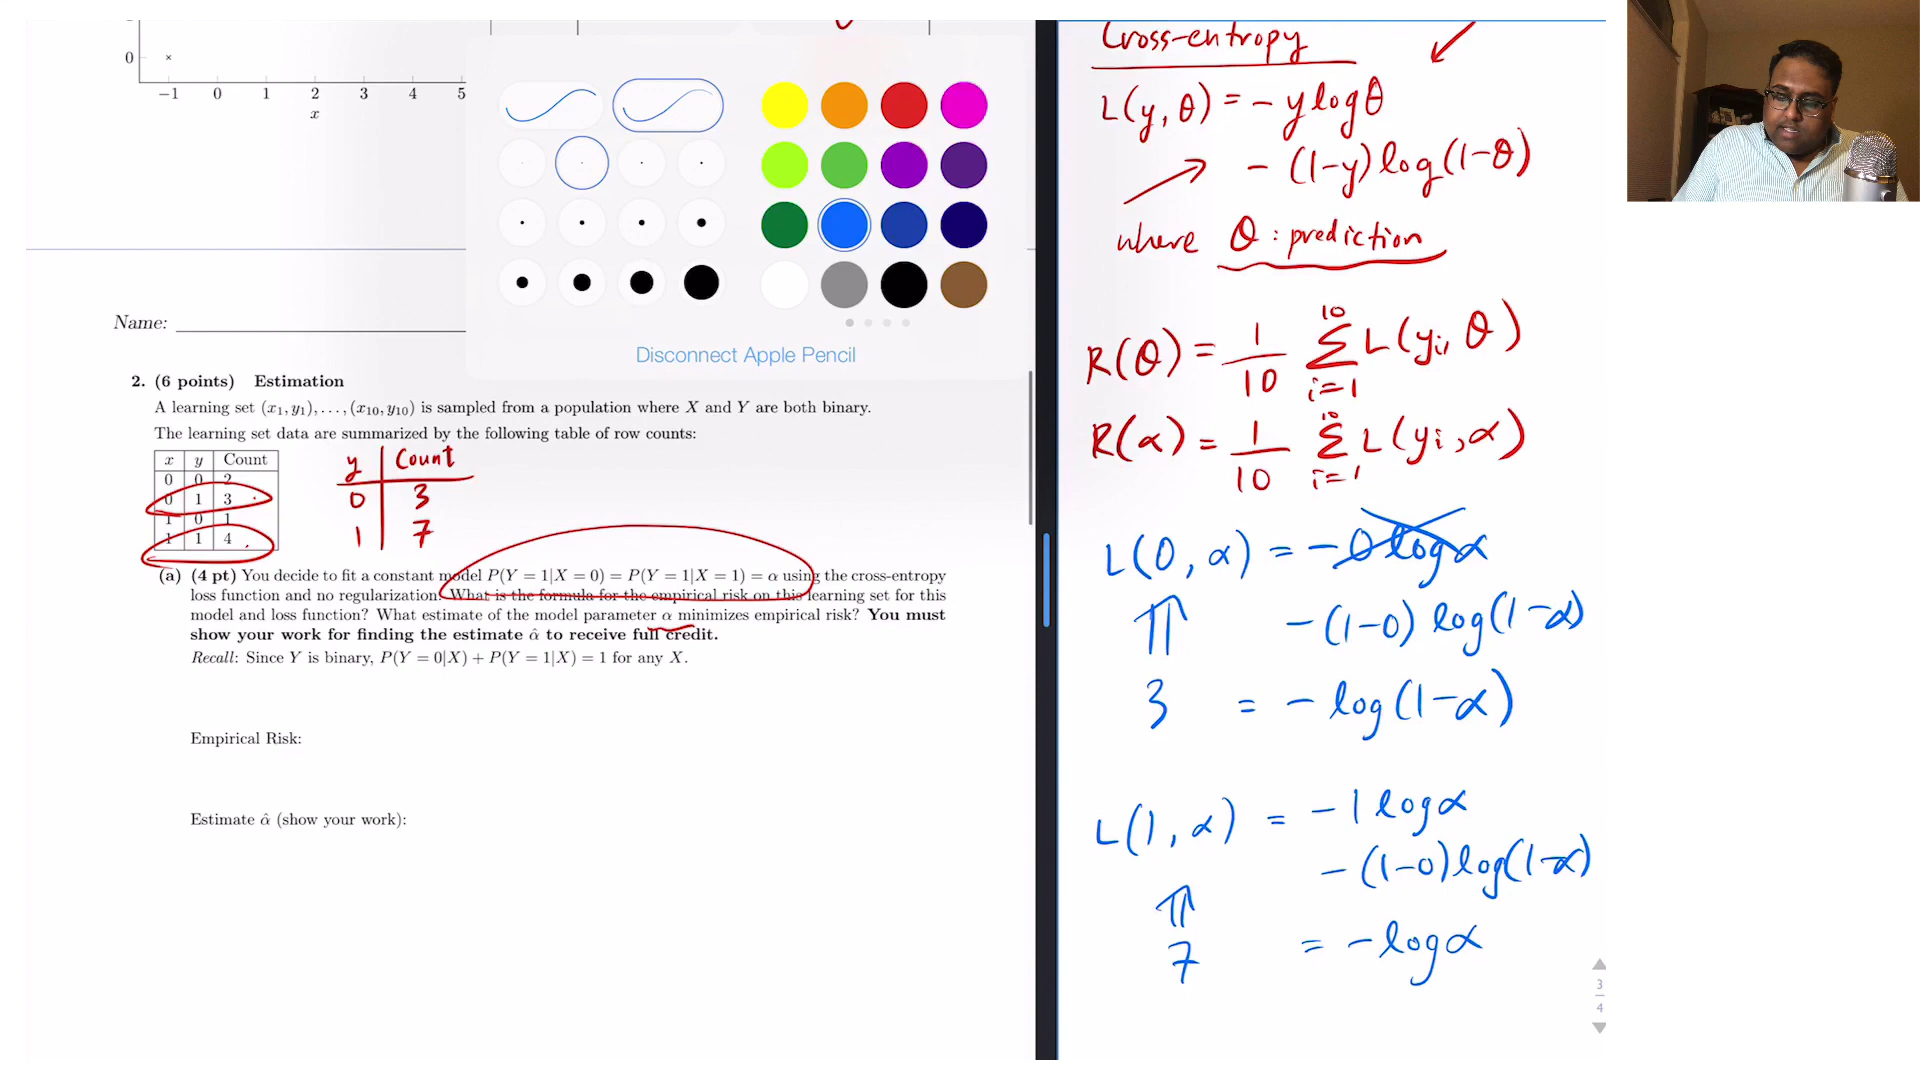 0
−1 0 1 2 3 4 5
x
Disconnect Apple Pencil
Name:
2. (6 points) Estimation
A learning set (x₁, y₁), . . . , (x₁₀, y₁₀) is sampled from a population where X and Y are both binary.
The learning set data are summarized by the following table of row counts:
x y Count
0 0 2
0 1 3
1 0 1
1 1 4
y Count
0 3
1 7
(a) (4 pt) You decide to fit a constant model P(Y = 1|X = 0) = P(Y = 1|X = 1) = α using the cross-entropy
loss function and no regularization. What is the formula for the empirical risk on this learning set for this
model and loss function? What estimate of the model parameter α minimizes empirical risk? You must
show your work for finding the estimate α̂ to receive full credit.
Recall: Since Y is binary, P(Y = 0|X) + P(Y = 1|X) = 1 for any X.
Empirical Risk:
Estimate α̂ (show your work):
Cross-entropy
L(y, θ) = − y log θ
− (1−y) log (1−θ)
where θ : prediction
R(θ) = 1/10 Σ_{i=1}^{10} L(yᵢ, θ)
R(α) = 1/10 Σ_{i=1}^{10} L(yᵢ, α)
L(0, α) = − 0 log α
− (1−0) log (1−α)
3 = − log (1−α)
L(1, α) = − 1 log α
− (1−0) log (1−α)
7 = − log α
3
4